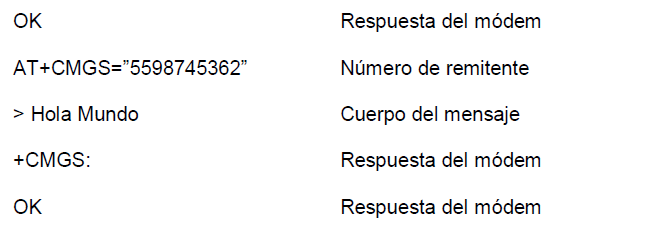 OK Respuesta del módem
AT+CMGS=”5598745362” Número de remitente
> Hola Mundo Cuerpo del mensaje
+CMGS: Respuesta del módem
OK Respuesta del módem